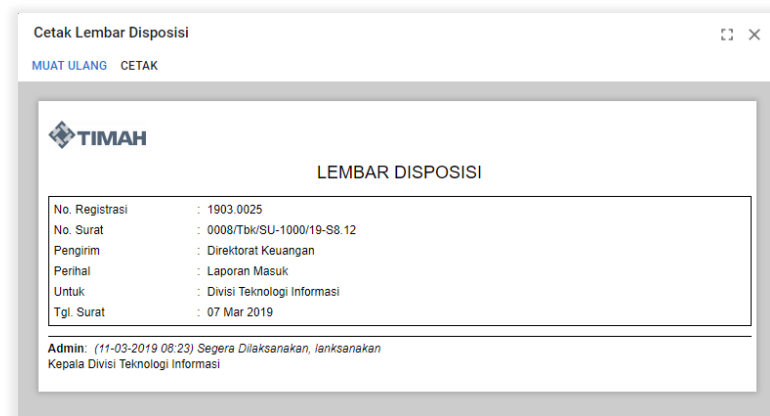 Cetak Lembar Disposisi
MUAT ULANG CETAK
TIMAH
LEMBAR DISPOSISI
No. Registrasi : 1903.0025
No. Surat : 0008/Tbk/SU-1000/19-S8.12
Pengirim : Direktorat Keuangan
Perihal : Laporan Masuk
Untuk : Divisi Teknologi Informasi
Tgl. Surat : 07 Mar 2019
Admin: (11-03-2019 08:23) Segera Dilaksanakan, lanksanakan
Kepala Divisi Teknologi Informasi